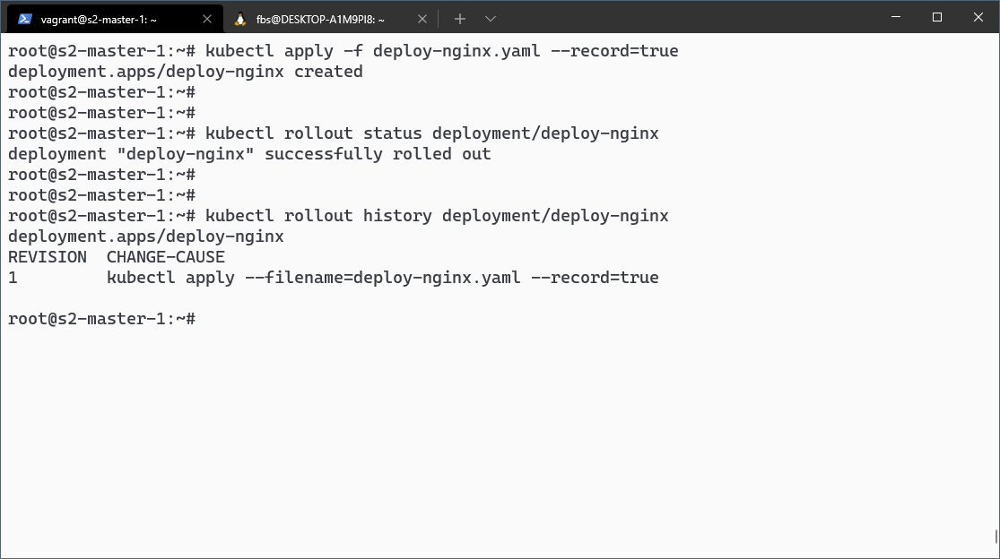 vagrant@s2-master-1: ~
fbs@DESKTOP-A1M9PI8: ~
root@s2-master-1:~# kubectl apply -f deploy-nginx.yaml --record=true
deployment.apps/deploy-nginx created
root@s2-master-1:~#
root@s2-master-1:~#
root@s2-master-1:~# kubectl rollout status deployment/deploy-nginx
deployment "deploy-nginx" successfully rolled out
root@s2-master-1:~#
root@s2-master-1:~#
root@s2-master-1:~# kubectl rollout history deployment/deploy-nginx
deployment.apps/deploy-nginx
REVISION  CHANGE-CAUSE
1         kubectl apply --filename=deploy-nginx.yaml --record=true
root@s2-master-1:~#